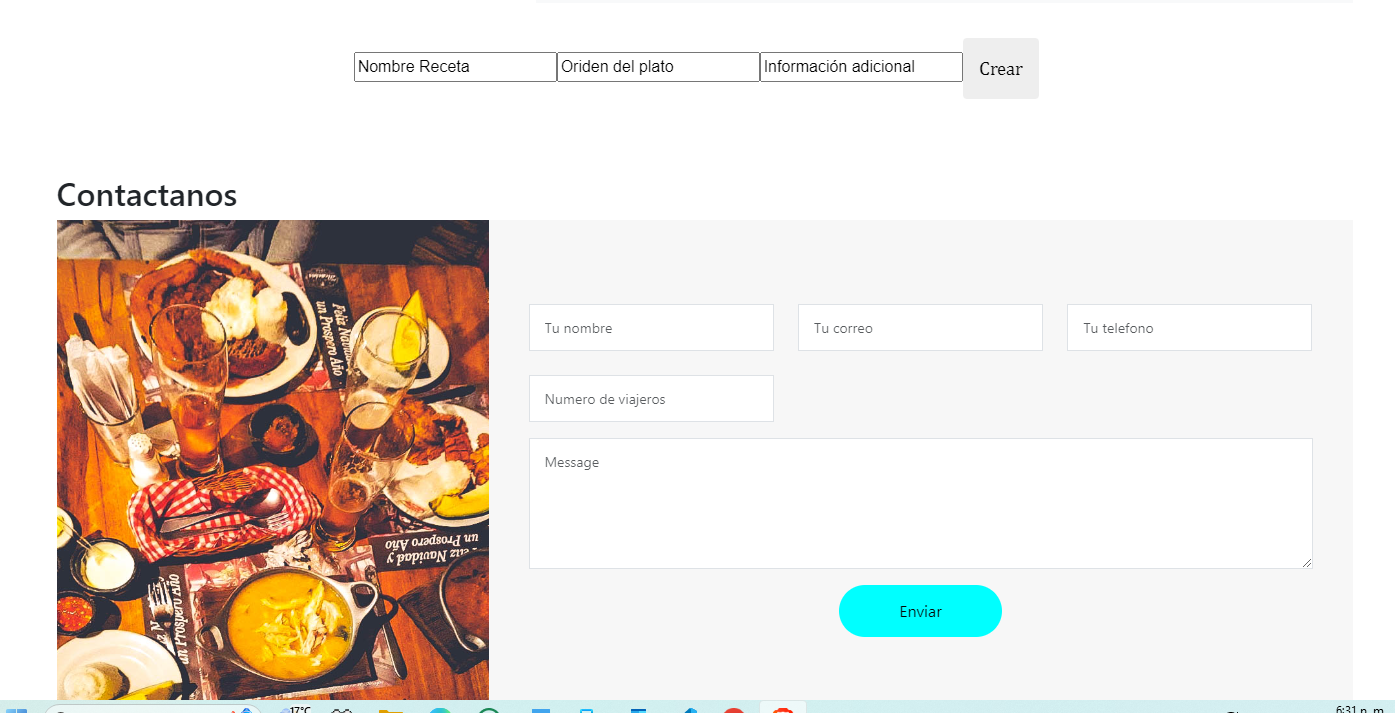 Nombre Receta Oriden del plato Información adicional Crear
Contactanos
Tu nombre Tu correo Tu telefono
Numero de viajeros
Message
Enviar
Feliz Navidad
un Prospero Año
Feliz Navidad y
un Prospero Año
un Prospero Año
17°C
6:31 p. m.